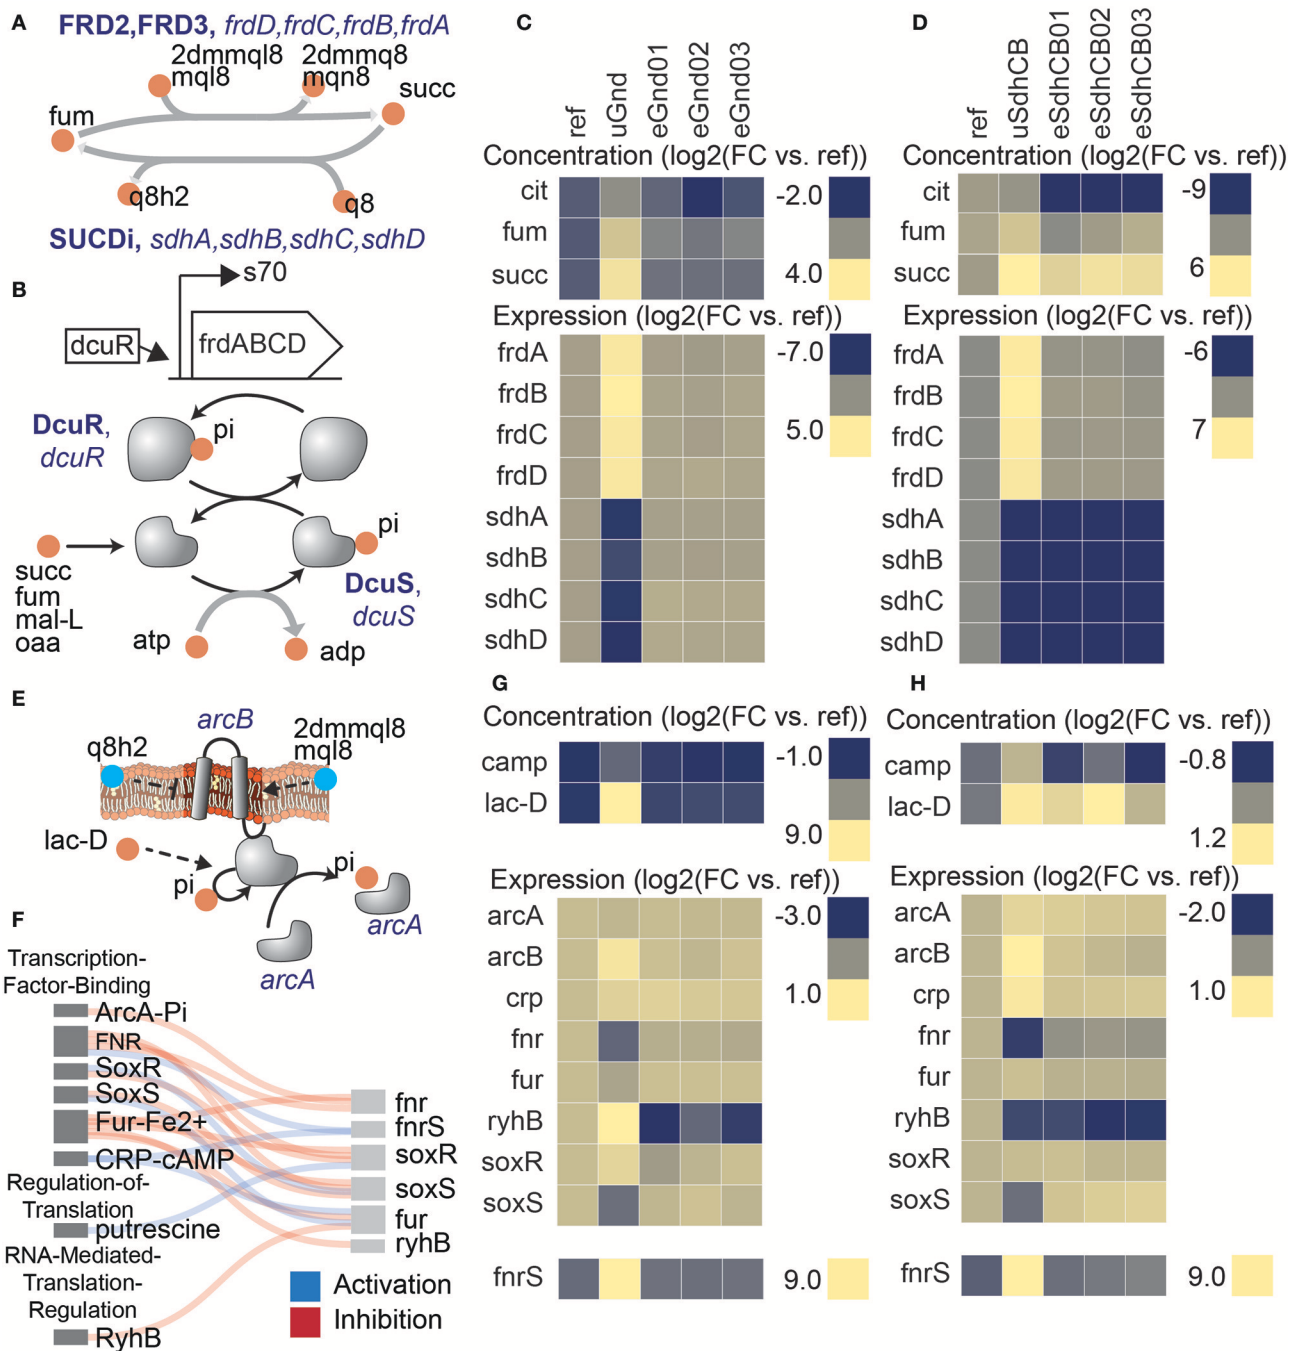 A
FRD2,FRD3, frdD,frdC,frdB,frdA
2dmmql8
mql8
2dmmq8
mqn8
succ
fum
q8h2
q8
SUCDi, sdhA,sdhB,sdhC,sdhD
B
s70
dcuR
frdABCD
DcuR,
dcuR
pi
pi
succ
fum
mal-L
oaa
DcuS,
dcuS
atp
adp
C
ref
uGnd
eGnd01
eGnd02
eGnd03
Concentration (log2(FC vs. ref))
cit
fum
succ
-2.0
4.0
Expression (log2(FC vs. ref))
frdA
frdB
frdC
frdD
sdhA
sdhB
sdhC
sdhD
-7.0
5.0
D
ref
uSdhCB
eSdhCB01
eSdhCB02
eSdhCB03
Concentration (log2(FC vs. ref))
cit
fum
succ
-9
6
Expression (log2(FC vs. ref))
frdA
frdB
frdC
frdD
sdhA
sdhB
sdhC
sdhD
-6
7
E
arcB
q8h2
2dmmql8
mql8
lac-D
pi
pi
arcA
arcA
F
Transcription-
Factor-Binding
ArcA-Pi
FNR
SoxR
SoxS
Fur-Fe2+
CRP-cAMP
Regulation-of-
Translation
putrescine
RNA-Mediated-
Translation-
Regulation
RyhB
fnr
fnrS
soxR
soxS
fur
ryhB
Activation
Inhibition
G
Concentration (log2(FC vs. ref))
camp
lac-D
-1.0
9.0
Expression (log2(FC vs. ref))
arcA
arcB
crp
fnr
fur
ryhB
soxR
soxS
fnrS
-3.0
1.0
9.0
H
Concentration (log2(FC vs. ref))
camp
lac-D
-0.8
1.2
Expression (log2(FC vs. ref))
arcA
arcB
crp
fnr
fur
ryhB
soxR
soxS
fnrS
-2.0
1.0
9.0